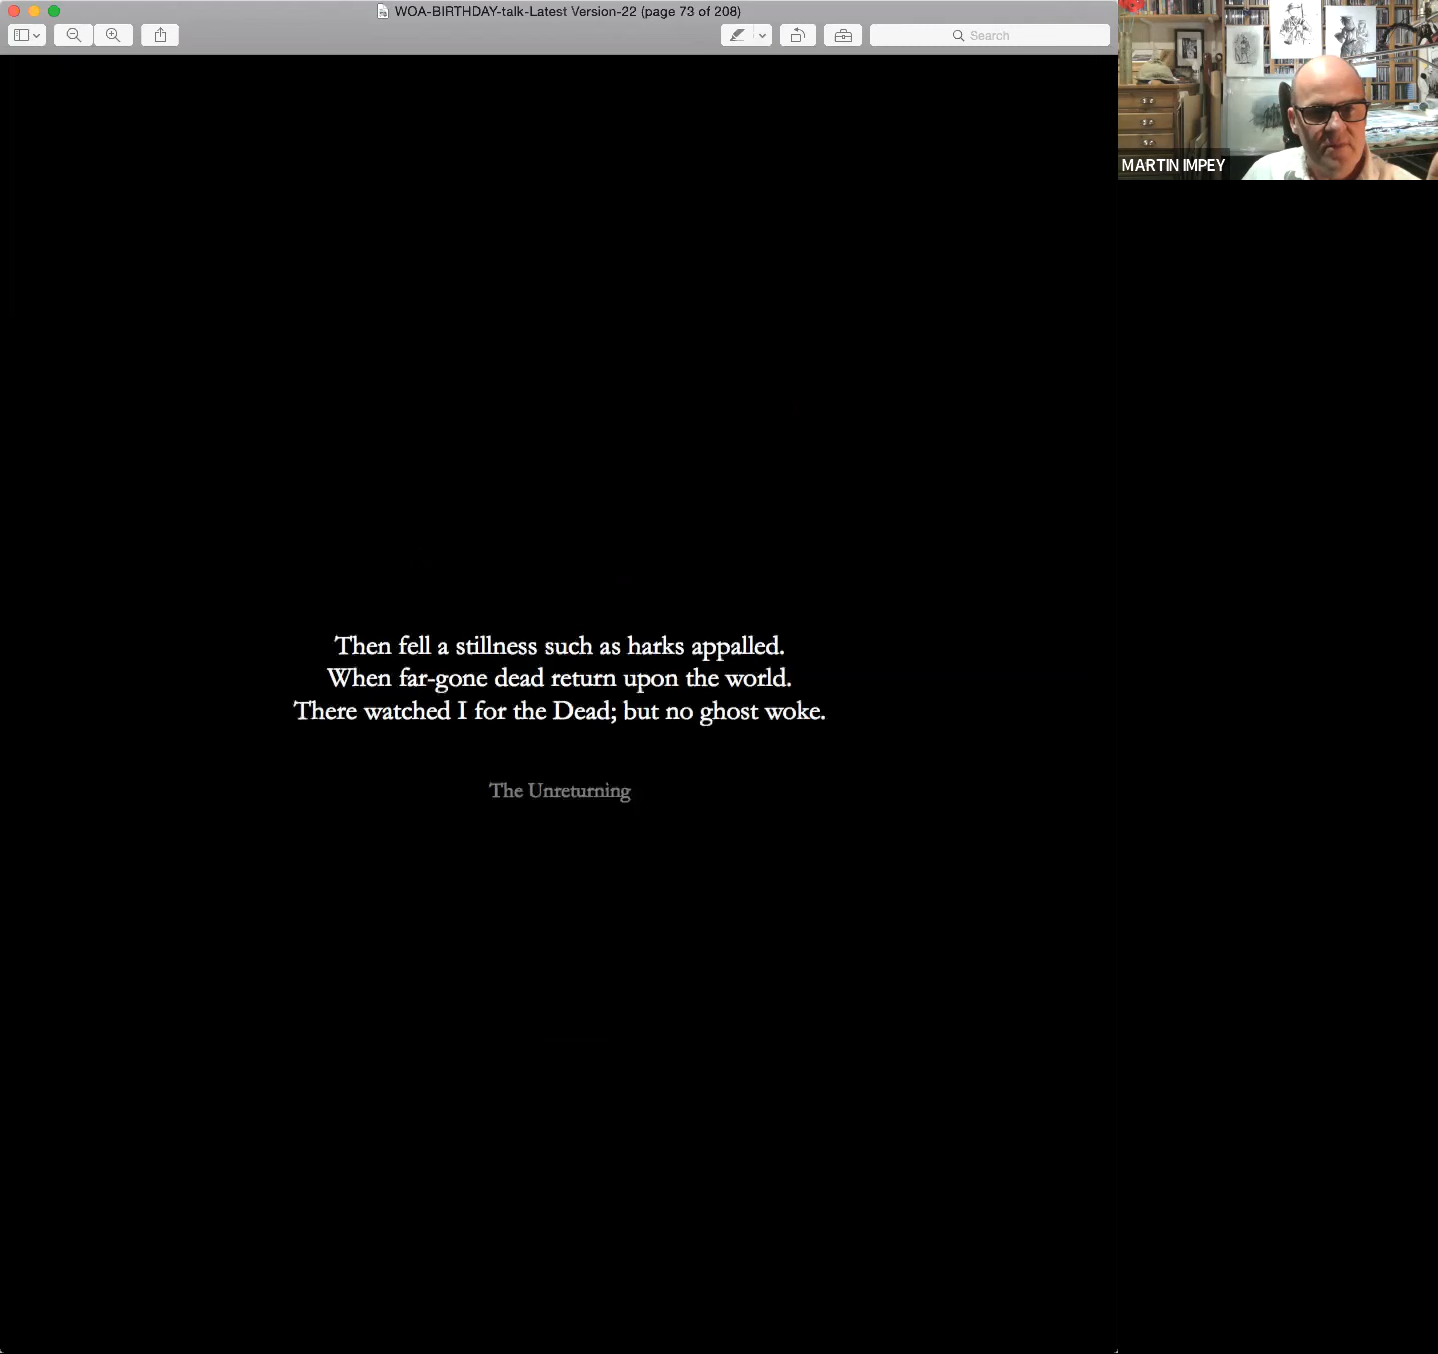 WOA-BIRTHDAY-talk-Latest Version-22 (page 73 of 208)
Search
MARTIN IMPEY
Then fell a stillness such as harks appalled.
When far-gone dead return upon the world.
There watched I for the Dead; but no ghost woke.
The Unreturning